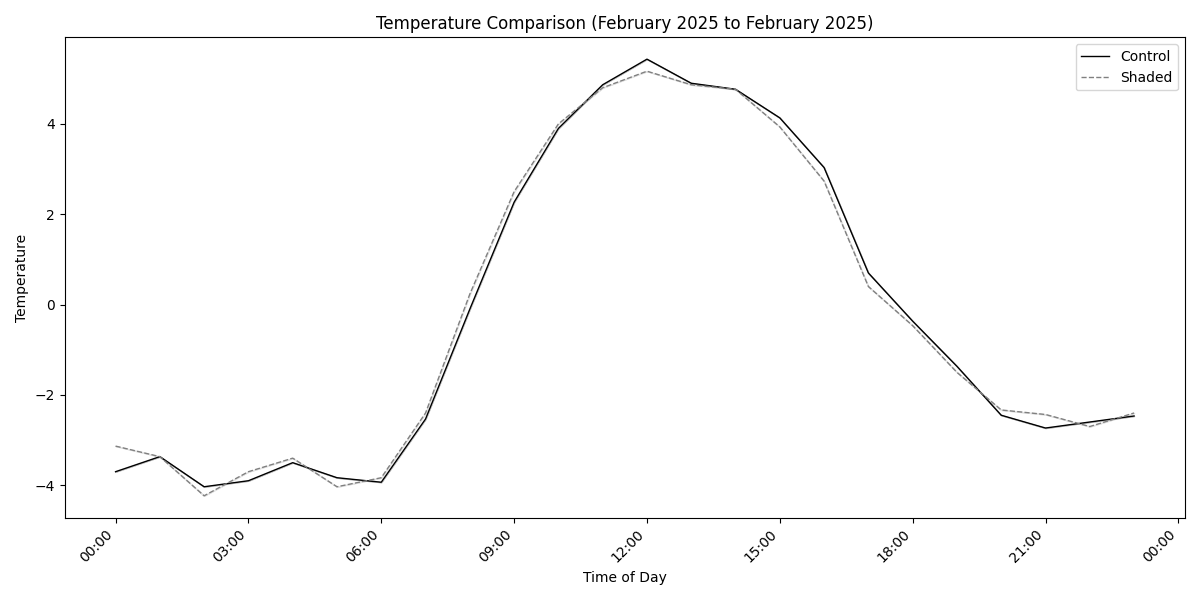 Temperature Comparison (February 2025 to February 2025)
Control
Shaded
Temperature
4
2
0
−2
−4
00:00
03:00
06:00
09:00
12:00
15:00
18:00
21:00
00:00
Time of Day